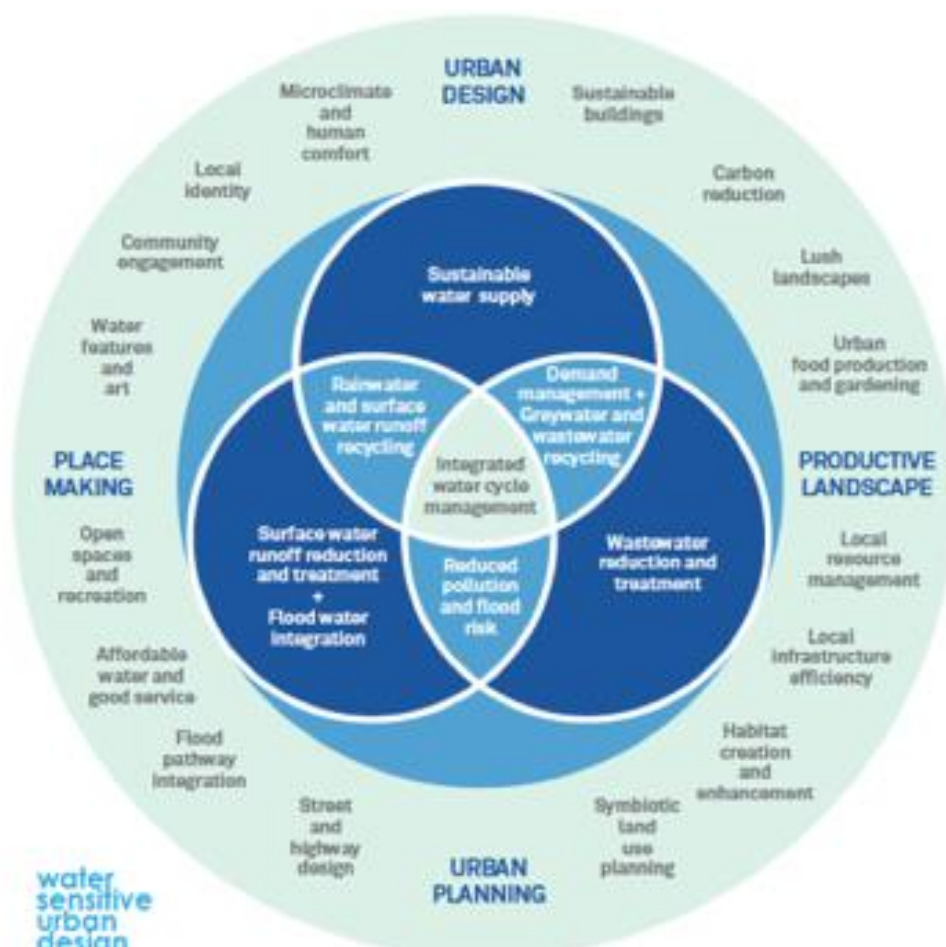 URBAN
DESIGN
Microclimate
and
human
comfort
Sustainable
buildings
Local
identity
Carbon
reduction
Community
engagement
Lush
landscapes
Water
features
and
art
Urban
food production
and gardening
Sustainable
water supply
Rainwater
and surface
water runoff
recycling
Demand
management +
Greywater and
wastewater
recycling
Integrated
water cycle
management
PLACE
MAKING
PRODUCTIVE
LANDSCAPE
Surface water
runoff reduction
and treatment
+
Flood water
integration
Reduced
pollution
and flood
risk
Wastewater
reduction and
treatment
Open
spaces
and
recreation
Local
resource
management
Affordable
water and
good service
Local
infrastructure
efficiency
Flood
pathway
integration
Habitat
creation
and
enhancement
Street
and
highway
design
Symbiotic
land
use
planning
URBAN
PLANNING
water
sensitive
urban
design